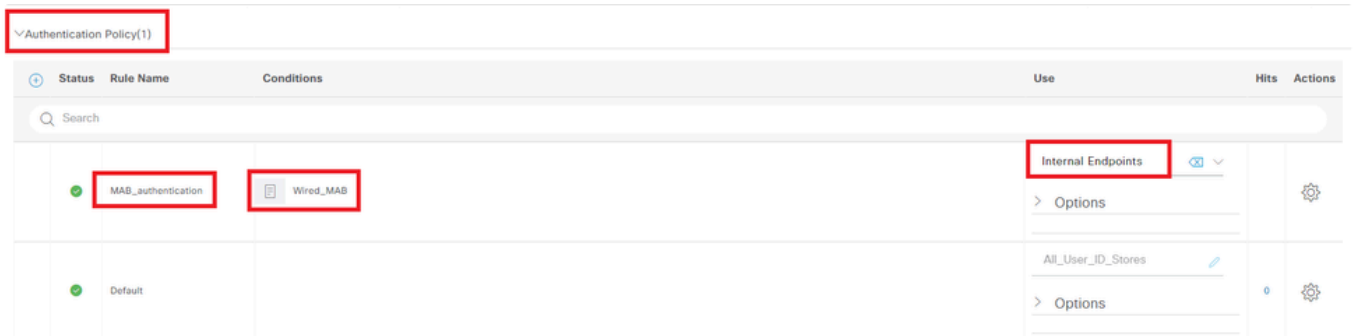 Authentication Policy(1)
Status Rule Name Conditions Use Hits Actions
Search
Internal Endpoints
MAB_authentication Wired_MAB
Options
All_User_ID_Stores
Default 0
Options